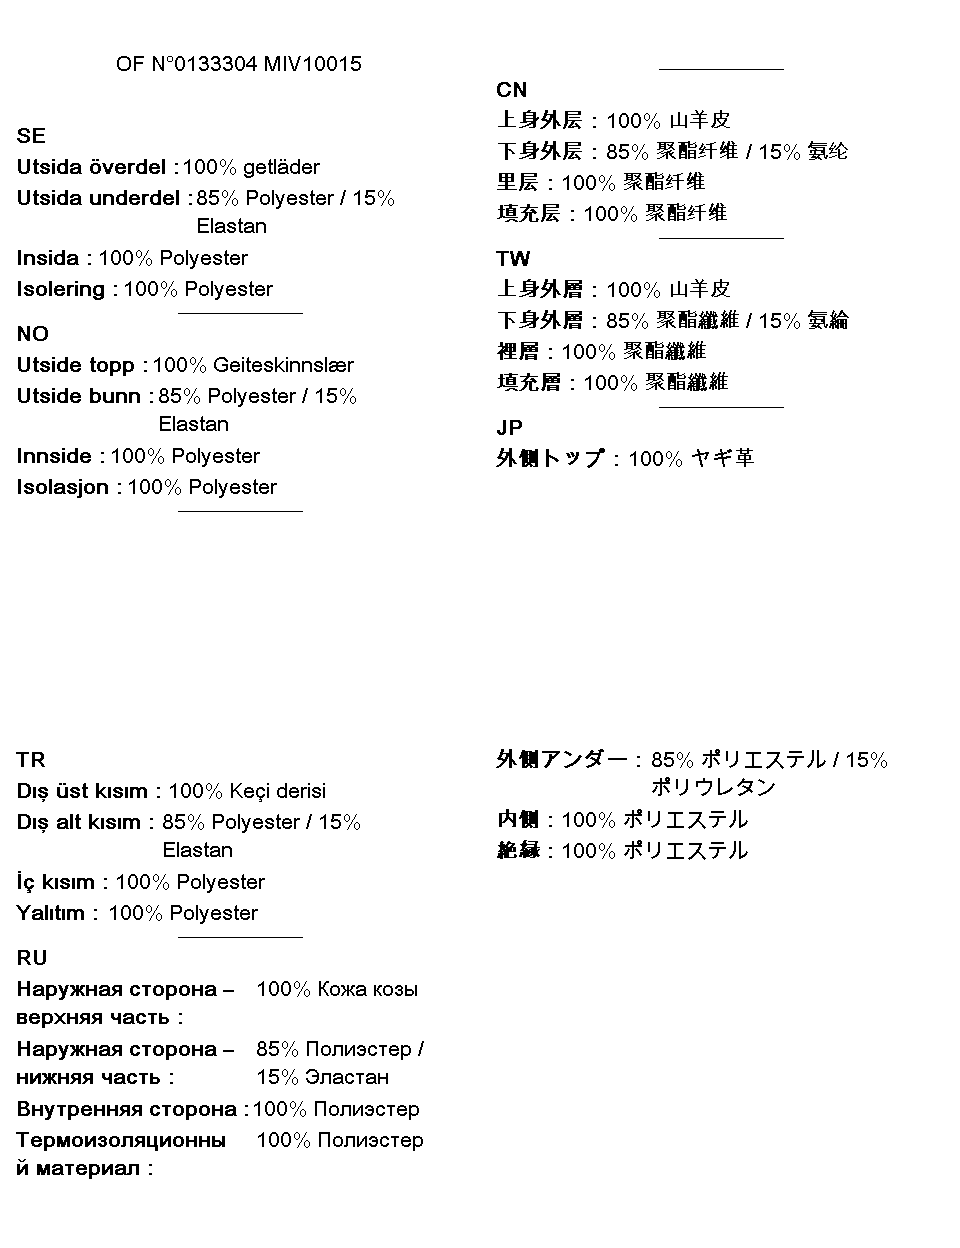 OF N°0133304 MIV10015
SE
Utsida överdel : 100% getläder
Utsida underdel : 85% Polyester / 15%
Elastan
Insida : 100% Polyester
Isolering : 100% Polyester
NO
Utside topp : 100% Geiteskinnslær
Utside bunn : 85% Polyester / 15%
Elastan
Innside : 100% Polyester
Isolasjon : 100% Polyester
CN
上身外层 : 100% 山羊皮
下身外层 : 85% 聚酯纤维 / 15% 氨纶
里层 : 100% 聚酯纤维
填充层 : 100% 聚酯纤维
TW
上身外層 : 100% 山羊皮
下身外層 : 85% 聚酯纖維 / 15% 氨綸
裡層 : 100% 聚酯纖維
填充層 : 100% 聚酯纖維
JP
外側トップ : 100% ヤギ革
TR
Dış üst kısım : 100% Keçi derisi
Dış alt kısım : 85% Polyester / 15%
Elastan
İç kısım : 100% Polyester
Yalıtım : 100% Polyester
RU
Наружная сторона – 100% Кожа козы
верхняя часть :
Наружная сторона – 85% Полиэстер /
нижняя часть : 15% Эластан
Внутренняя сторона : 100% Полиэстер
Термоизоляционны 100% Полиэстер
й материал :
外側アンダー : 85% ポリエステル / 15%
ポリウレタン
内側 : 100% ポリエステル
絶縁 : 100% ポリエステル